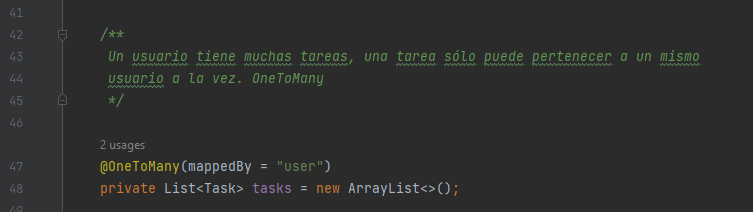 41
42 /**
43 Un usuario tiene muchas tareas, una tarea sólo puede pertenecer a un mismo
44 usuario a la vez. OneToMany
45 */
46
2 usages
47 @OneToMany(mappedBy = "user")
48 private List<Task> tasks = new ArrayList<>();
49